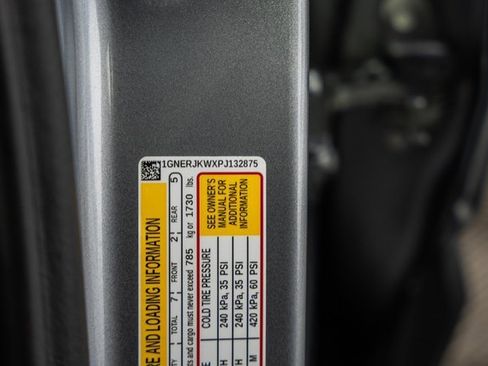 1GNERJKWXPJ132875
RE AND LOADING INFORMATION
TOTAL 7 FRONT 2 REAR 5
ts and cargo must never exceed 785 kg or 1730 lbs.
COLD TIRE PRESSURE
SEE OWNER'S
MANUAL FOR
ADDITIONAL
INFORMATION
240 kPa, 35 PSI
240 kPa, 35 PSI
420 kPa, 60 PSI